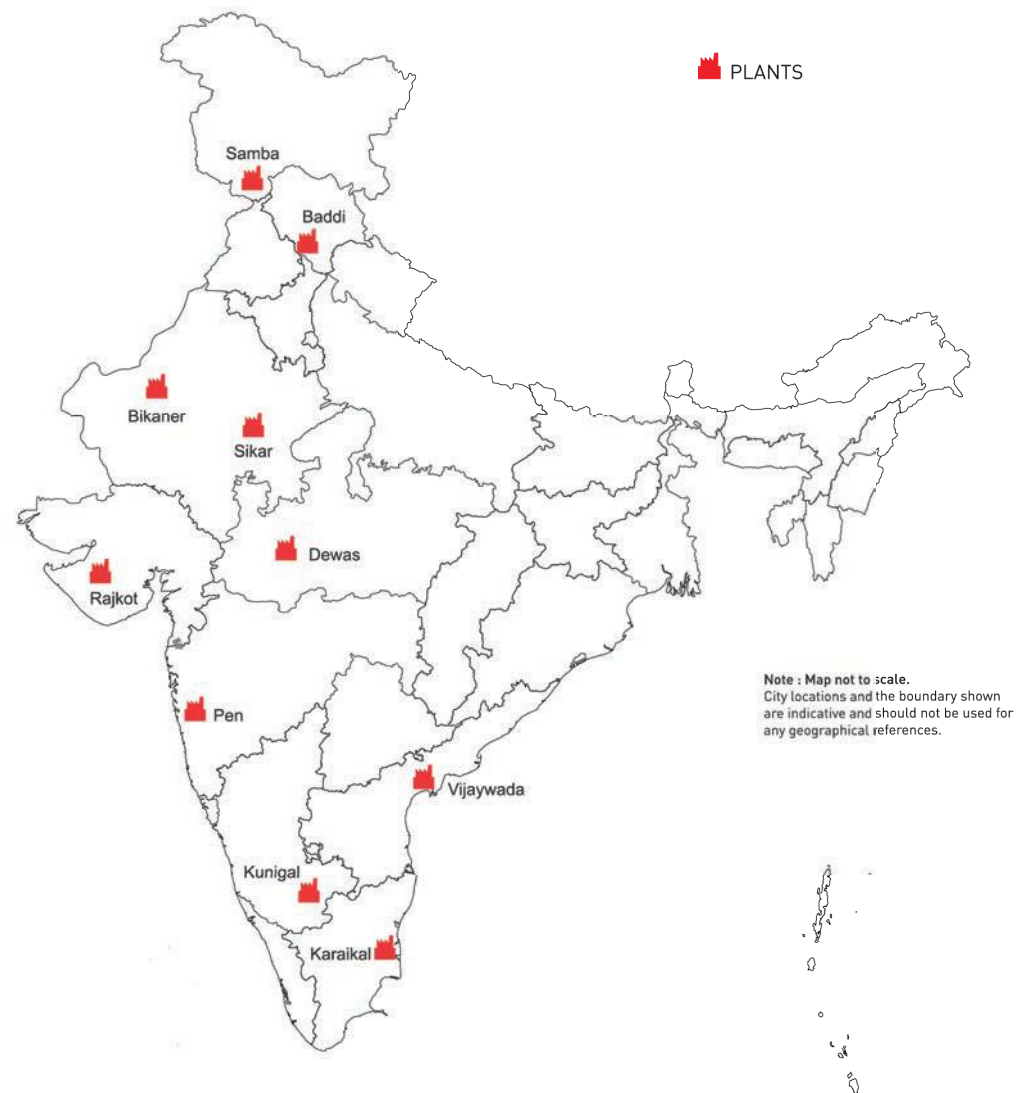 PLANTS
Samba
Baddi
Bikaner
Sikar
Dewas
Rajkot
Note : Map not to scale.
City locations and the boundary shown
are indicative and should not be used for
any geographical references.
Pen
Vijaywada
Kunigal
Karaikal